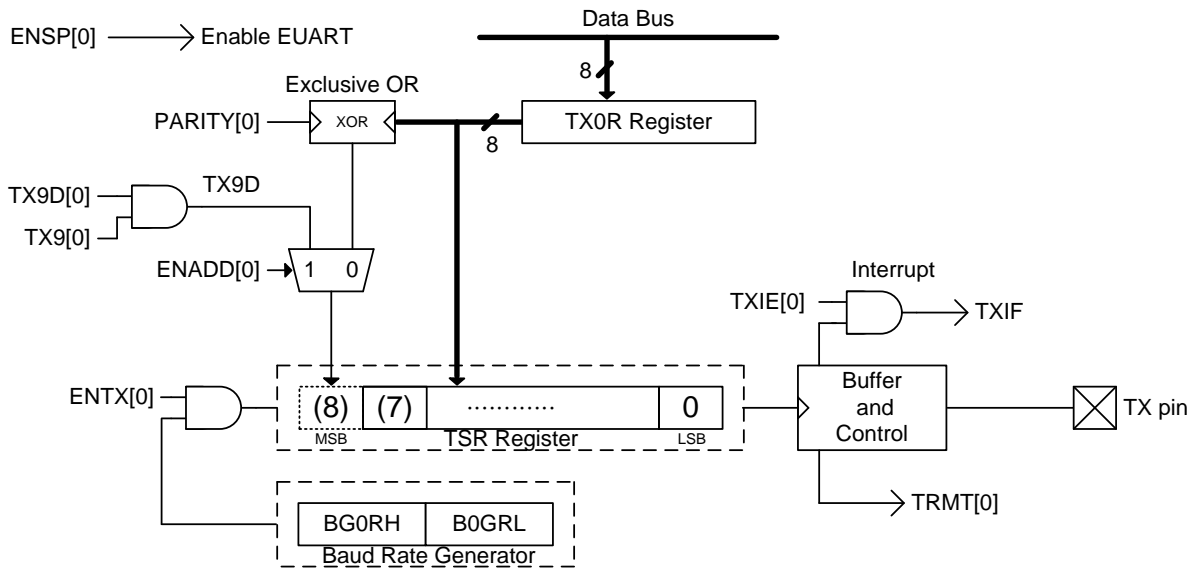 Data Bus
ENSP[0] Enable EUART
8
Exclusive OR
PARITY[0] XOR TX0R Register
8
TX9D[0] TX9D
TX9[0]
ENADD[0] 1 0
Interrupt
TXIE[0] TXIF
ENTX[0] (8) (7) ............ 0
Buffer
and
Control
TX pin
MSB TSR Register LSB
TRMT[0]
BG0RH B0GRL
Baud Rate Generator